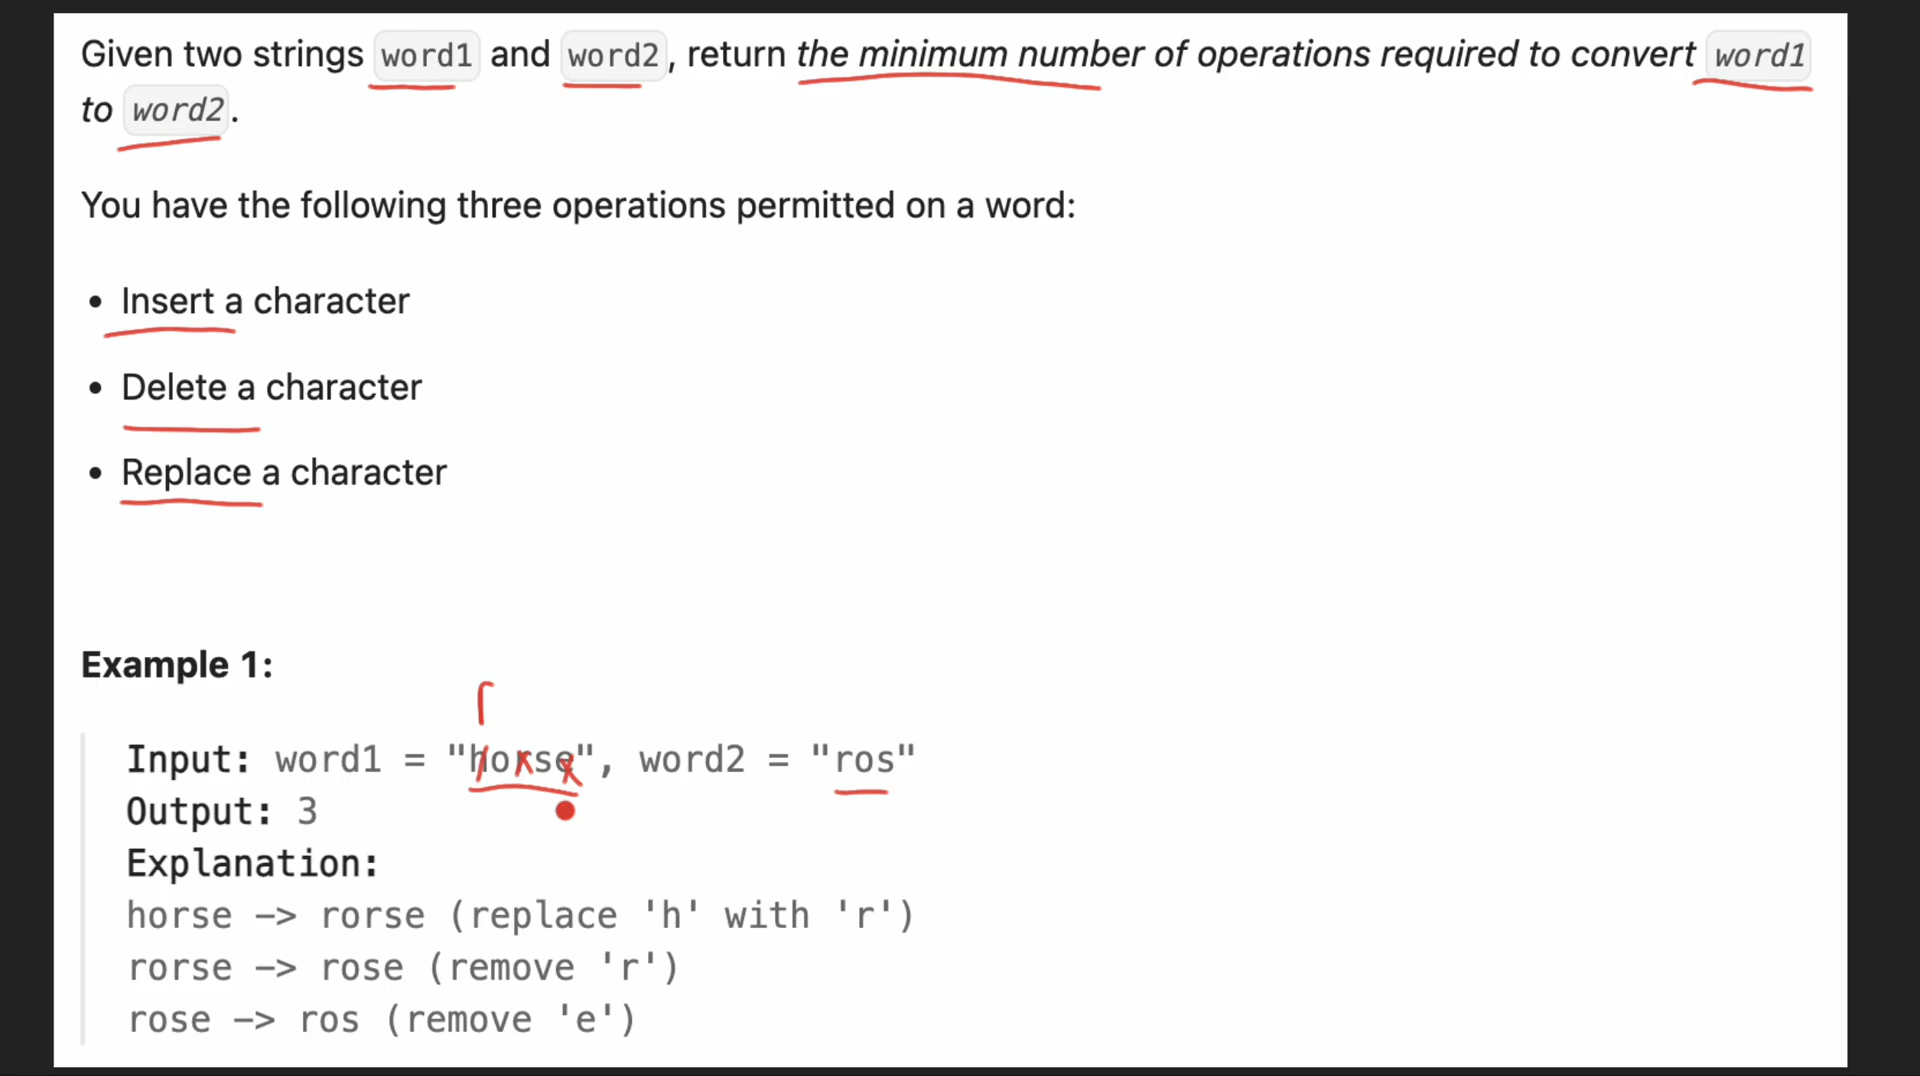 Given two strings word1 and word2, return the minimum number of operations required to convert word1
to word2.
You have the following three operations permitted on a word:
• Insert a character
• Delete a character
• Replace a character
Example 1:
r
Input: word1 = "horse", word2 = "ros"
Output: 3
Explanation:
horse -> rorse (replace 'h' with 'r')
rorse -> rose (remove 'r')
rose -> ros (remove 'e')